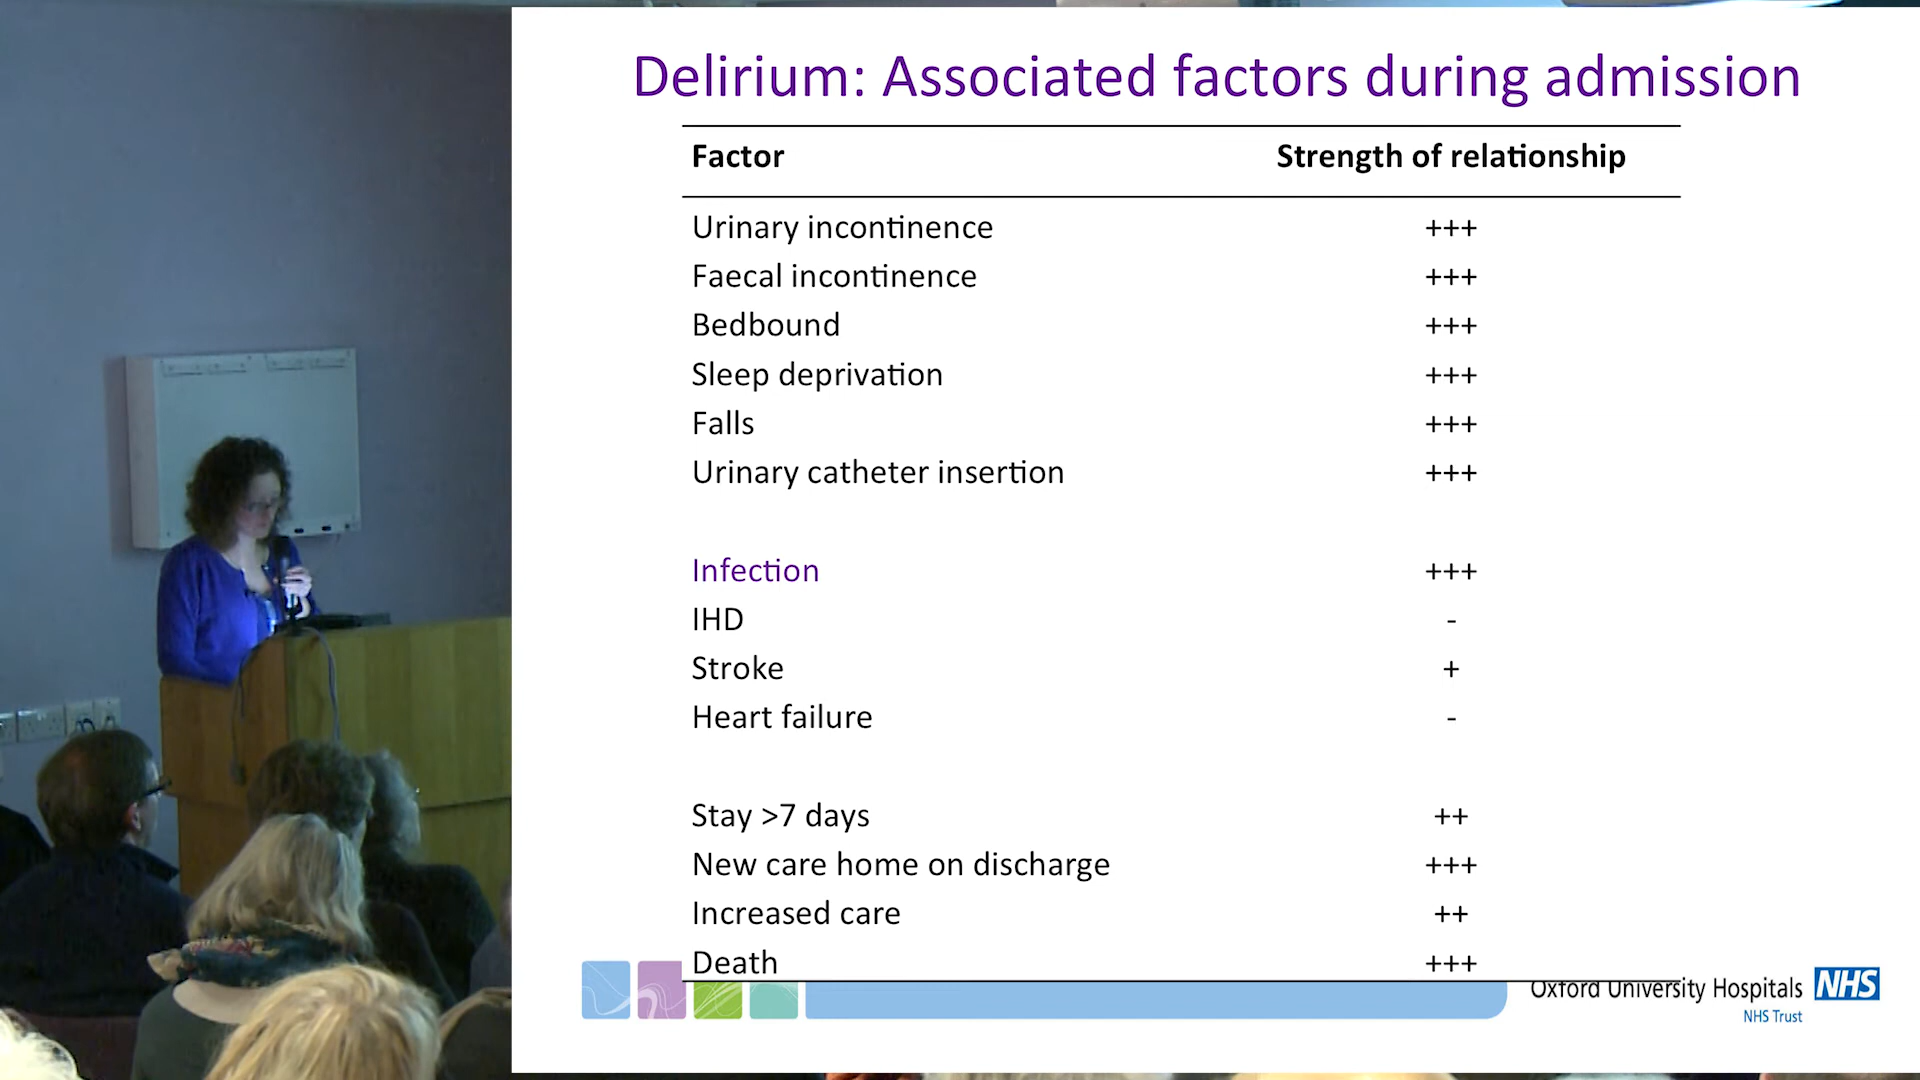 Delirium: Associated factors during admission
Factor Strength of relationship
Urinary incontinence +++
Faecal incontinence +++
Bedbound +++
Sleep deprivation +++
Falls +++
Urinary catheter insertion +++
Infection +++
IHD -
Stroke +
Heart failure -
Stay >7 days ++
New care home on discharge +++
Increased care ++
Death +++
Oxford University Hospitals NHS
NHS Trust